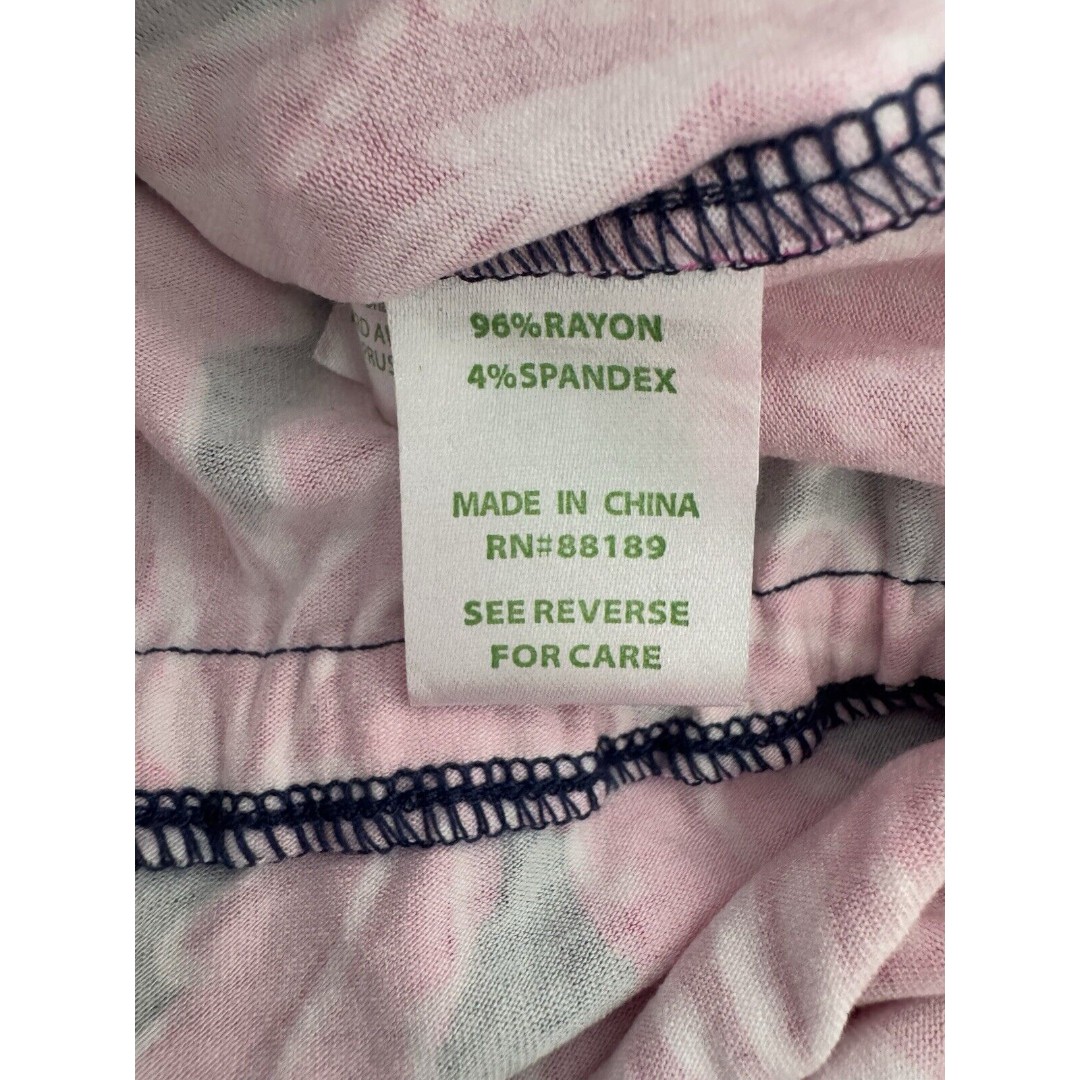 96%RAYON
4%SPANDEX
MADE IN CHINA
RN#88189
SEE REVERSE
FOR CARE